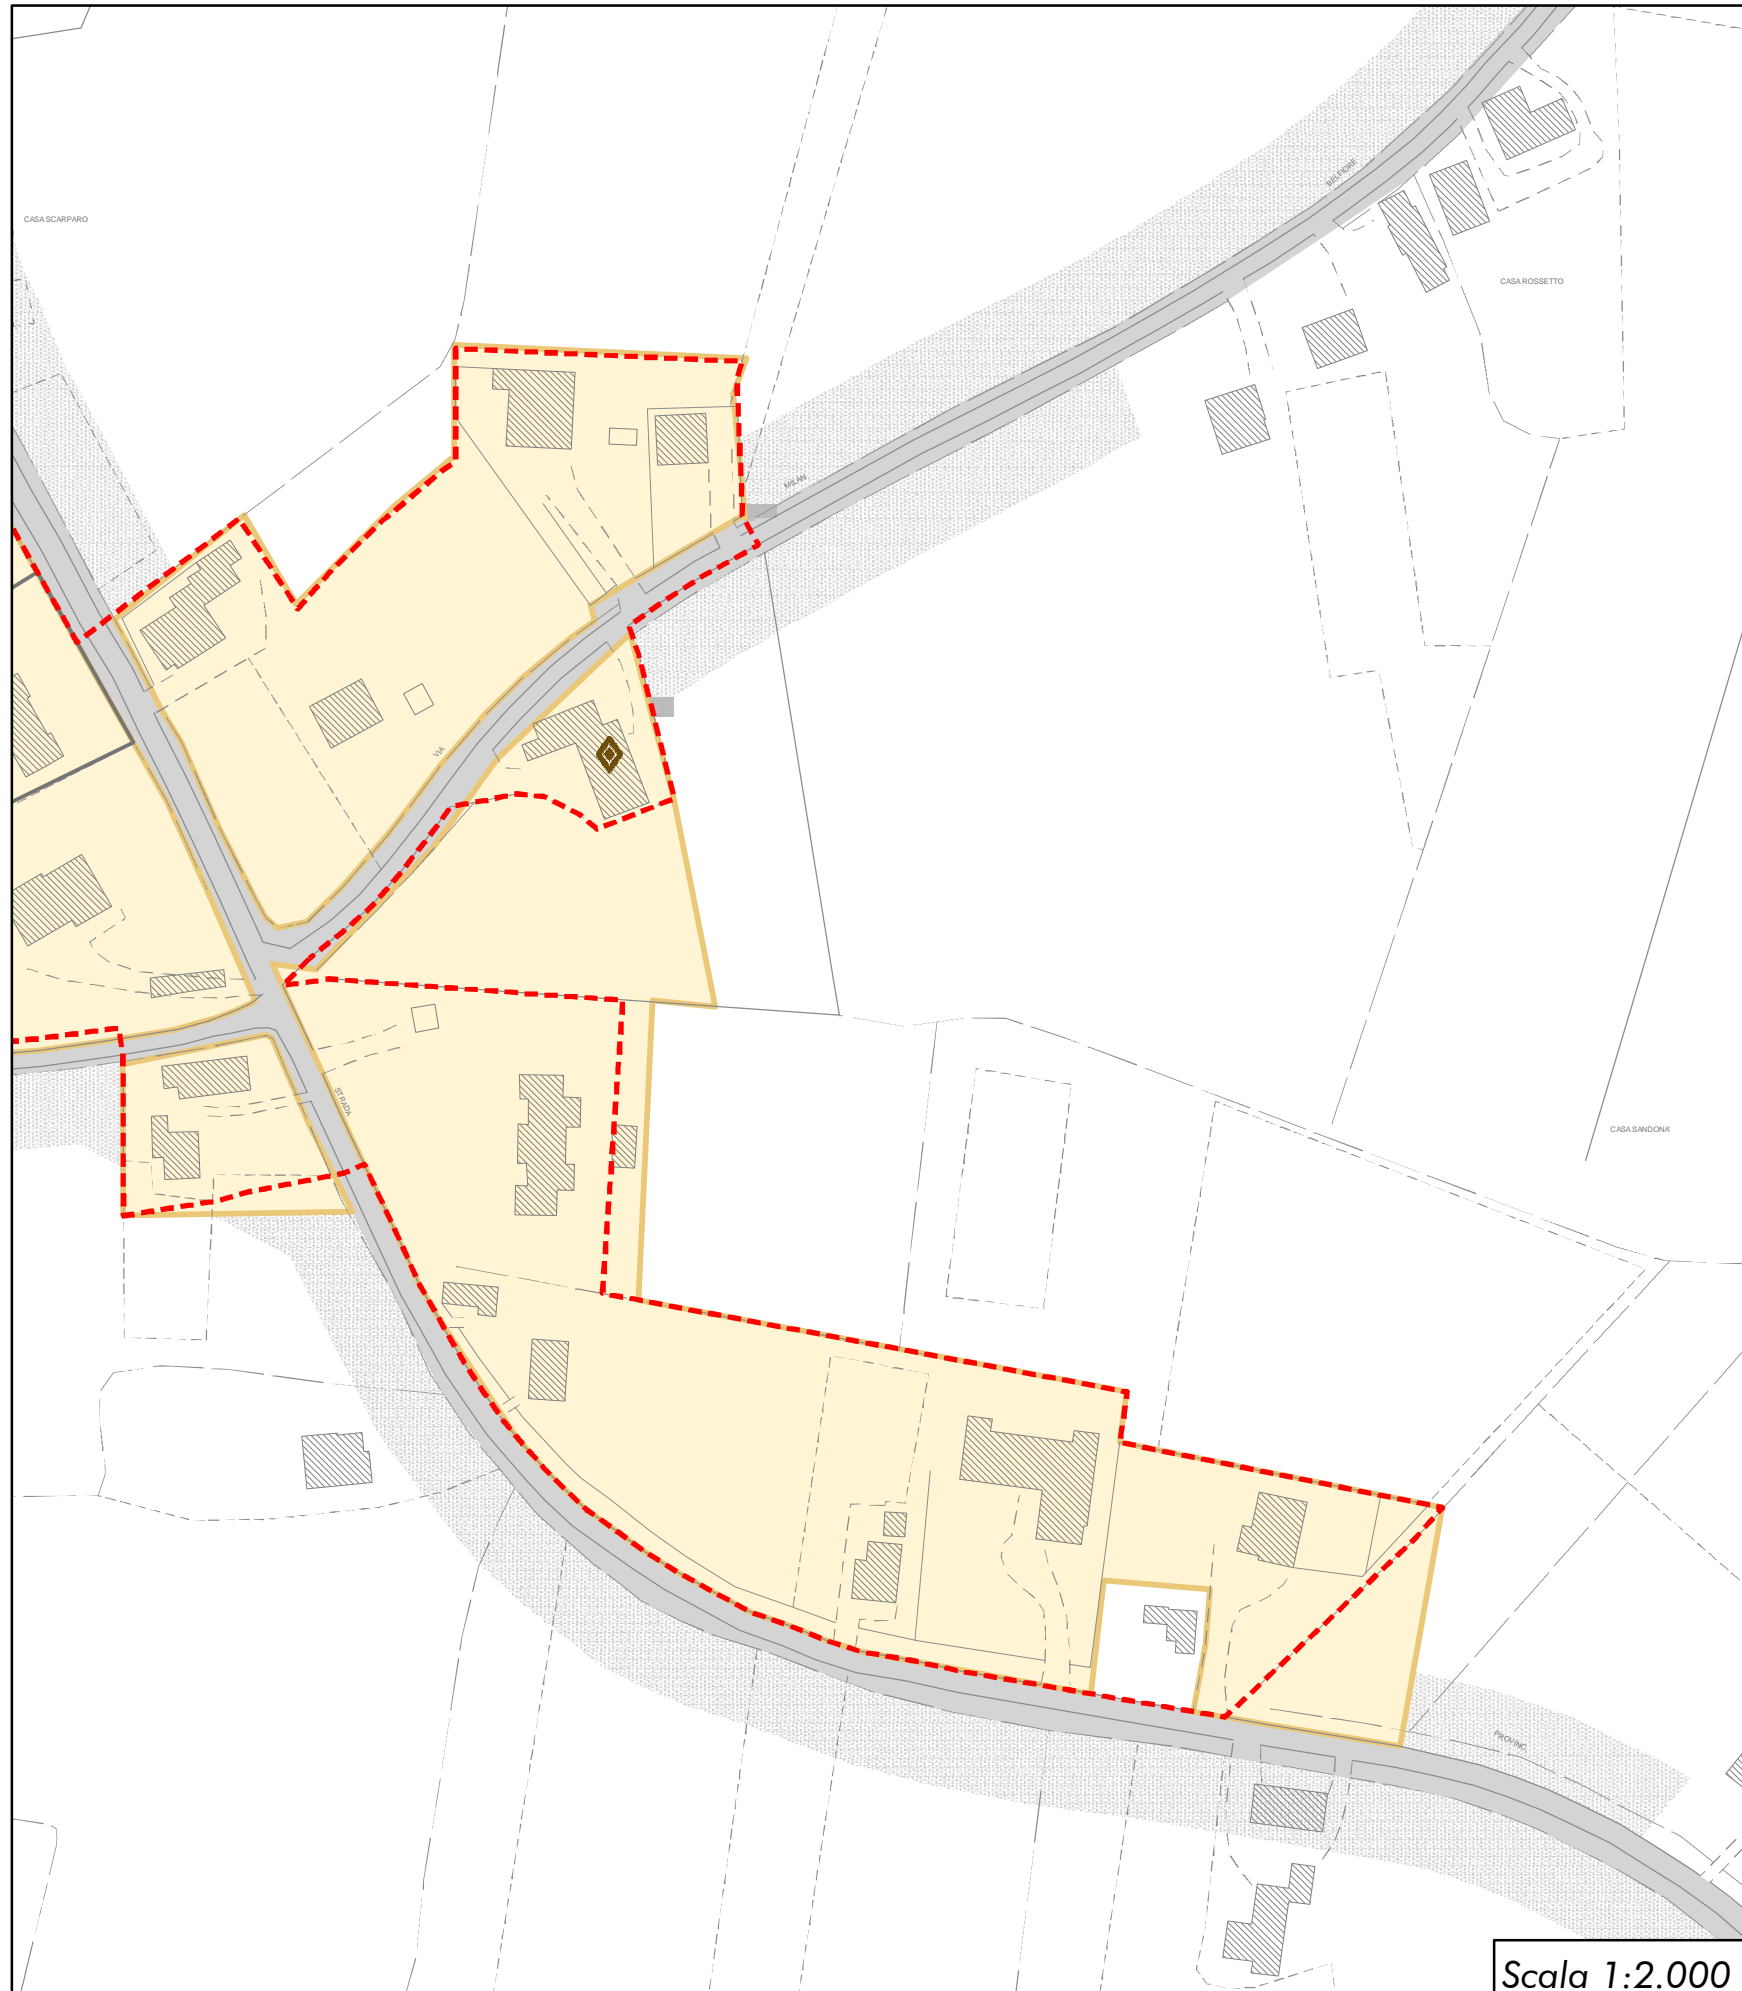 BELFIORE
CASA SCARPARO
CASA ROSSETTO
MILAN
VIA
STRADA
CASA SANDONA'
PROVINC
Scala 1:2.000